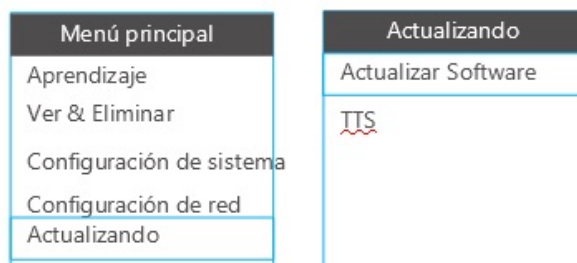 Menú principal
Aprendizaje
Ver & Eliminar
Configuración de sistema
Configuración de red
Actualizando
Actualizando
Actualizar Software
TTS